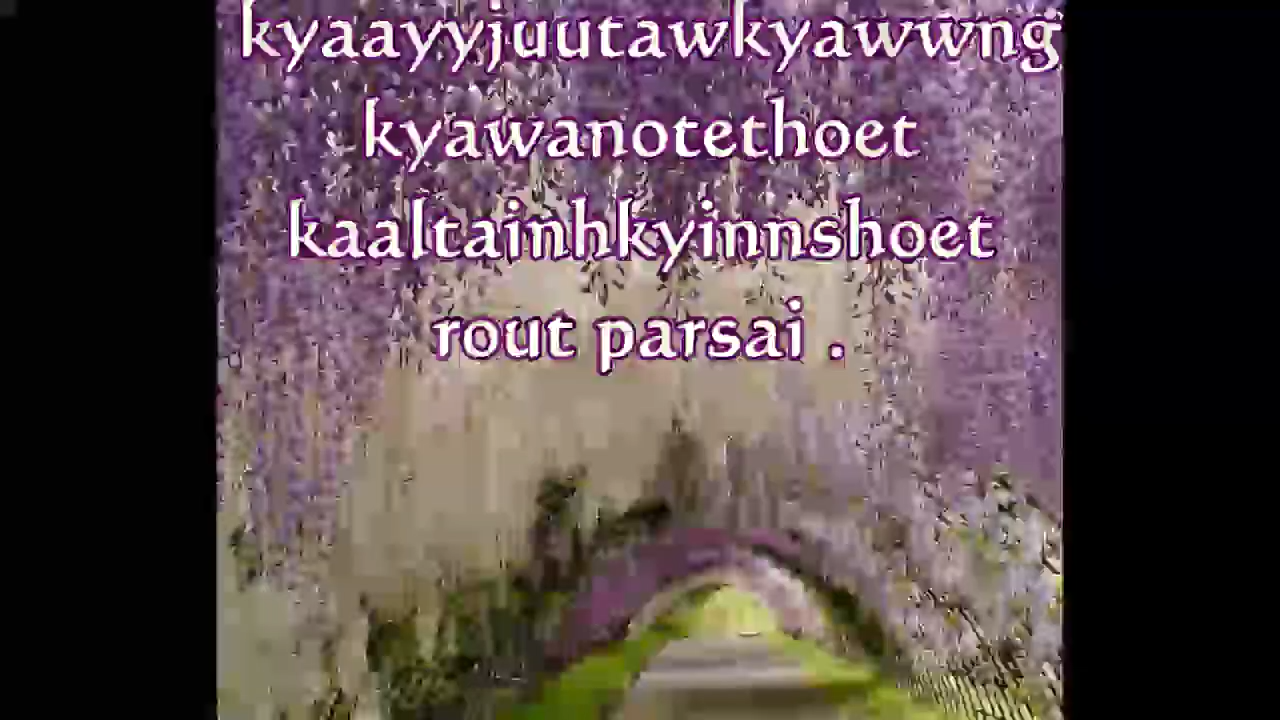 kyaayyjuutawkyawwng
kyawanotethoet
kaaltainhkyinnshoet
rout parsai .